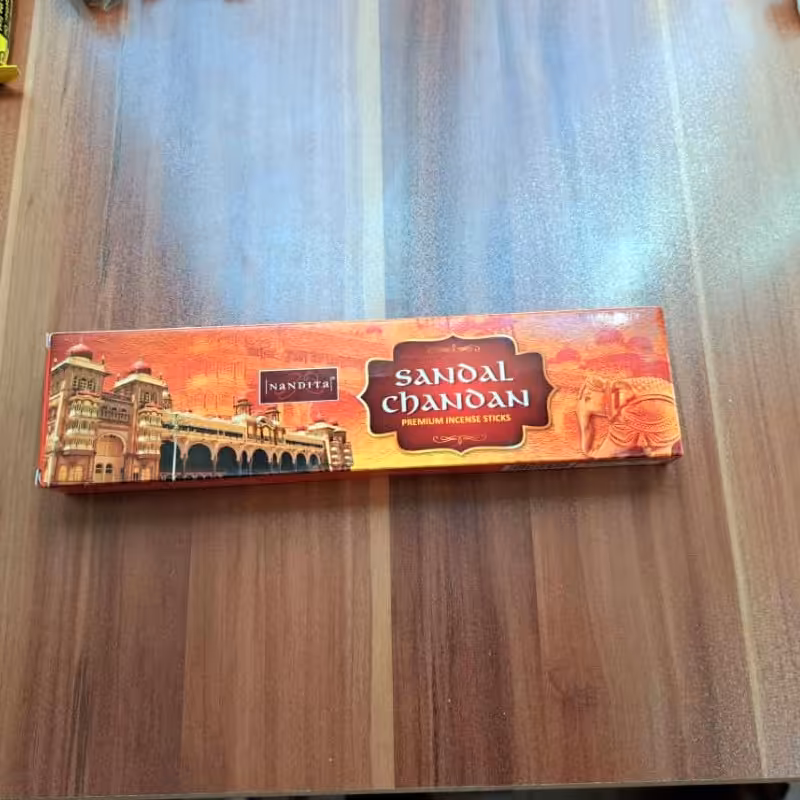 NANDITA
SANDAL
CHANDAN
PREMIUM INCENSE STICKS